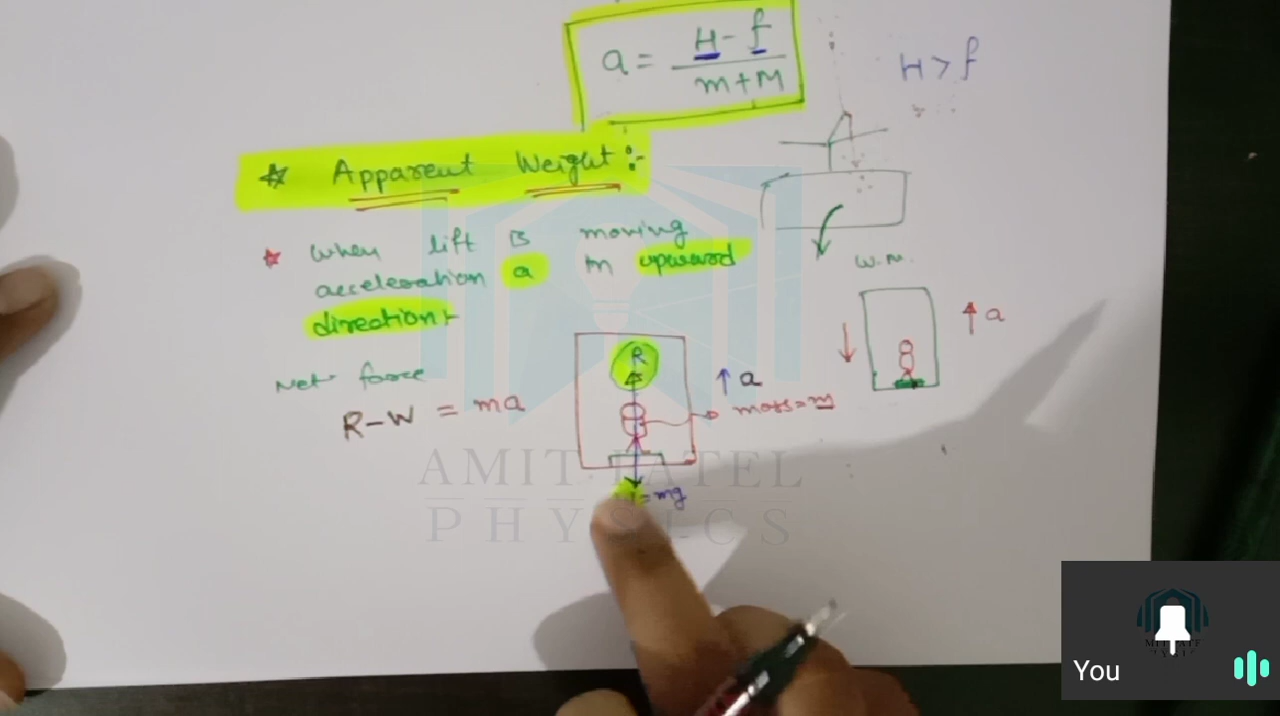 a = H - f
m + M
H > f
* Apparent Weight :-
* When lift is moving
acceleration a in upward
direction :-
W.M.
↑ a
R
Net force
R - W = ma
↑ a
mass = m
= mg
AMIT PATEL
PHYSICS
You